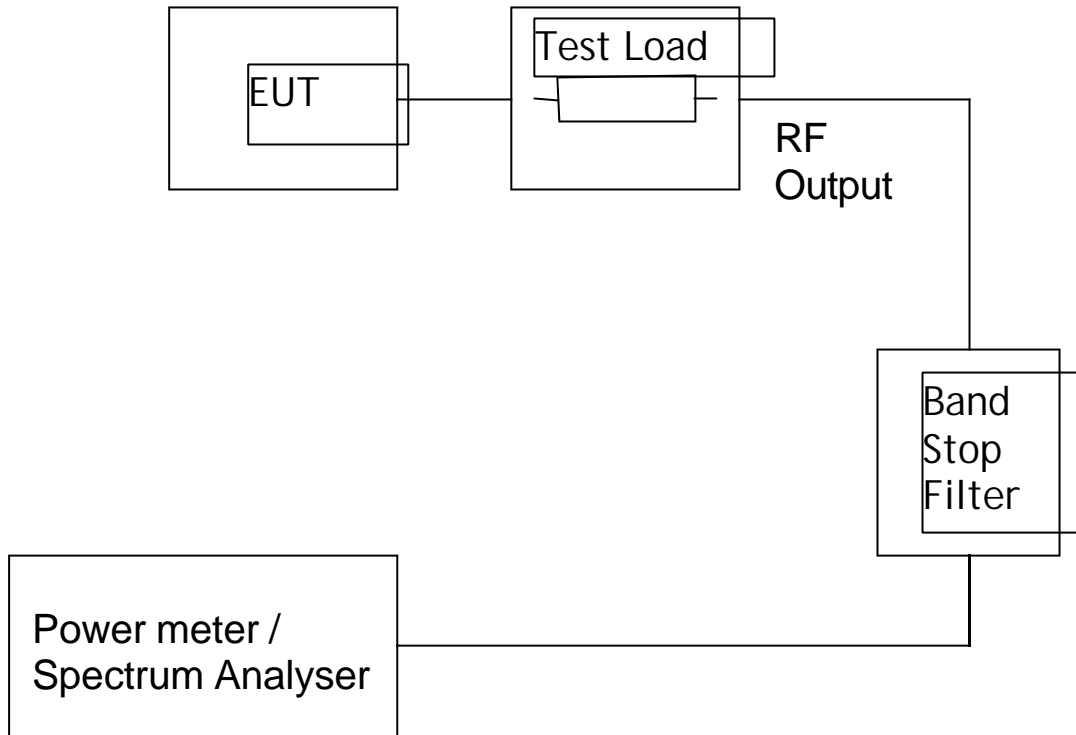 EUT
Test Load
RF
Output
Band
Stop
Filter
Power meter /
Spectrum Analyser